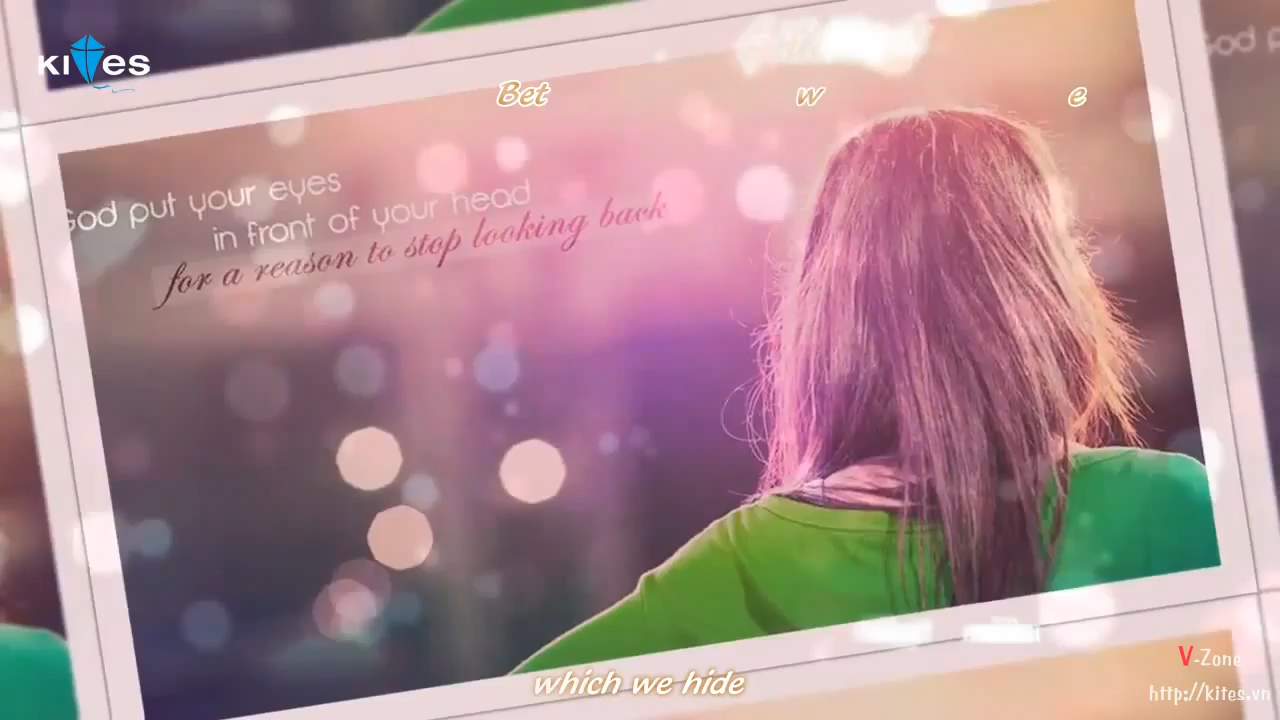 KITES
God p
Bet w e
God put your eyes
in front of your head
for a reason to stop looking back
which we hide
V-Zone
http://kites.vn